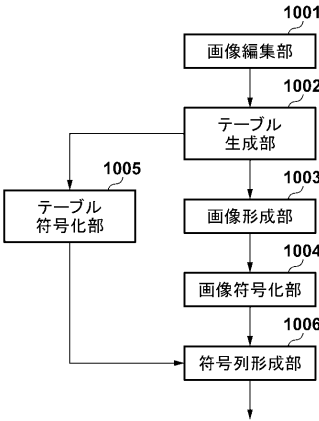 1001
画像編集部
1002
テーブル
生成部
1005
テーブル
符号化部
1003
画像形成部
1004
画像符号化部
1006
符号列形成部